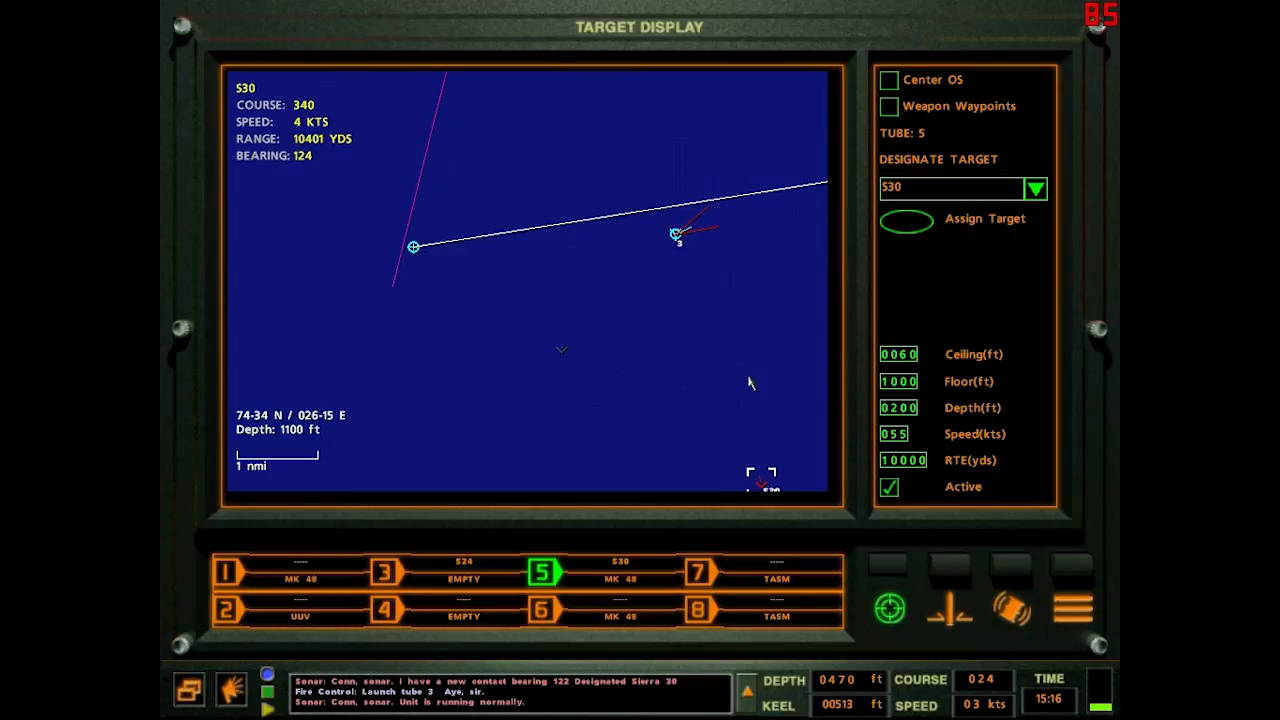 85
TARGET DISPLAY
S30
COURSE: 340
SPEED: 4 KTS
RANGE: 10401 YDS
BEARING: 124
3
74-34 N / 026-15 E
Depth: 1100 ft
1 nmi
S30
Center OS
Weapon Waypoints
TUBE: 5
DESIGNATE TARGET
S30
Assign Target
0060 Ceiling(ft)
1000 Floor(ft)
0200 Depth(ft)
055 Speed(kts)
10000 RTE(yds)
Active
1 ----- MK 48
3 S24 EMPTY
5 S30 MK 48
7 ----- TASM
2 ----- UUV
4 ----- EMPTY
6 ----- MK 48
8 ----- TASM
Sonar: Conn, sonar. I have a new contact bearing 122 Designated Sierra 30
Fire Control: Launch tube 3 Aye, sir.
Sonar: Conn, sonar. Unit is running normally.
DEPTH 0470 ft COURSE 024 TIME
KEEL 00513 ft SPEED 03 kts 15:16